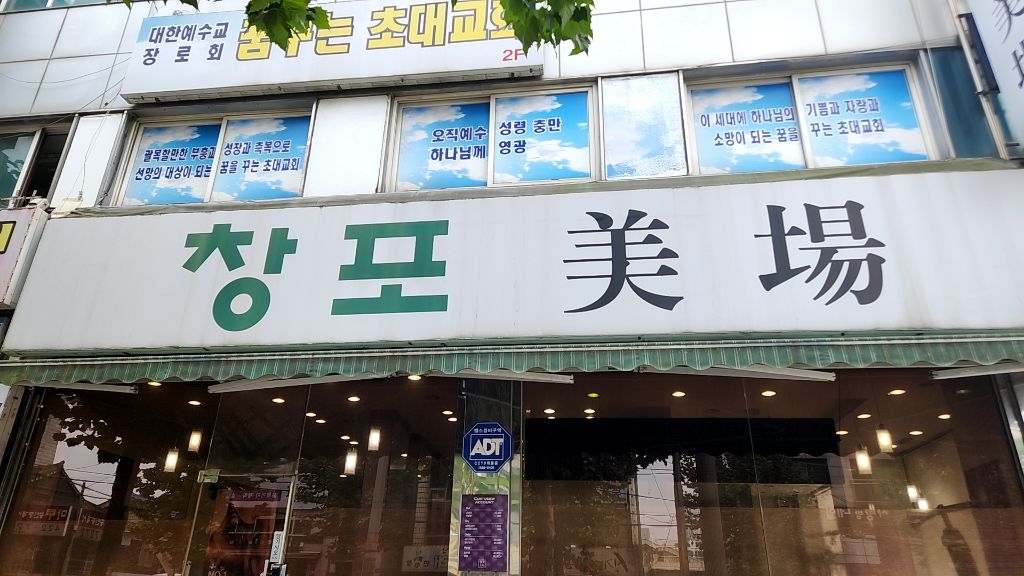 대한예수교
장로회
꿈꾸는 초대교회
2F
괄목할만한 부흥과 성장과 축복으로
선망의 대상이 되는 꿈을 꾸는 초대교회
오직예수 성령 충만
하나님께 영광
이 세대에 하나님의 기쁨과 자랑과
소망이 되는 꿈을 꾸는 초대교회
창포 美場
ADT